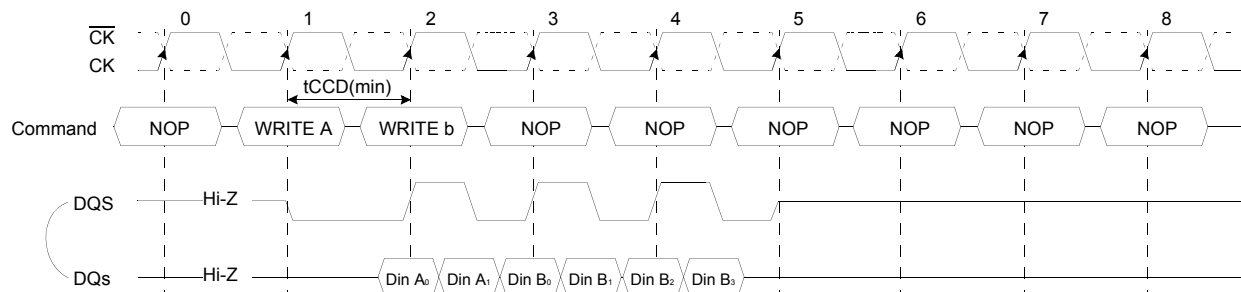 0 1 2 3 4 5 6 7 8
CK
CK
tCCD(min)
Command NOP WRITE A WRITE b NOP NOP NOP NOP NOP NOP
DQS Hi-Z
DQs Hi-Z Din A₀ Din A₁ Din B₀ Din B₁ Din B₂ Din B₃